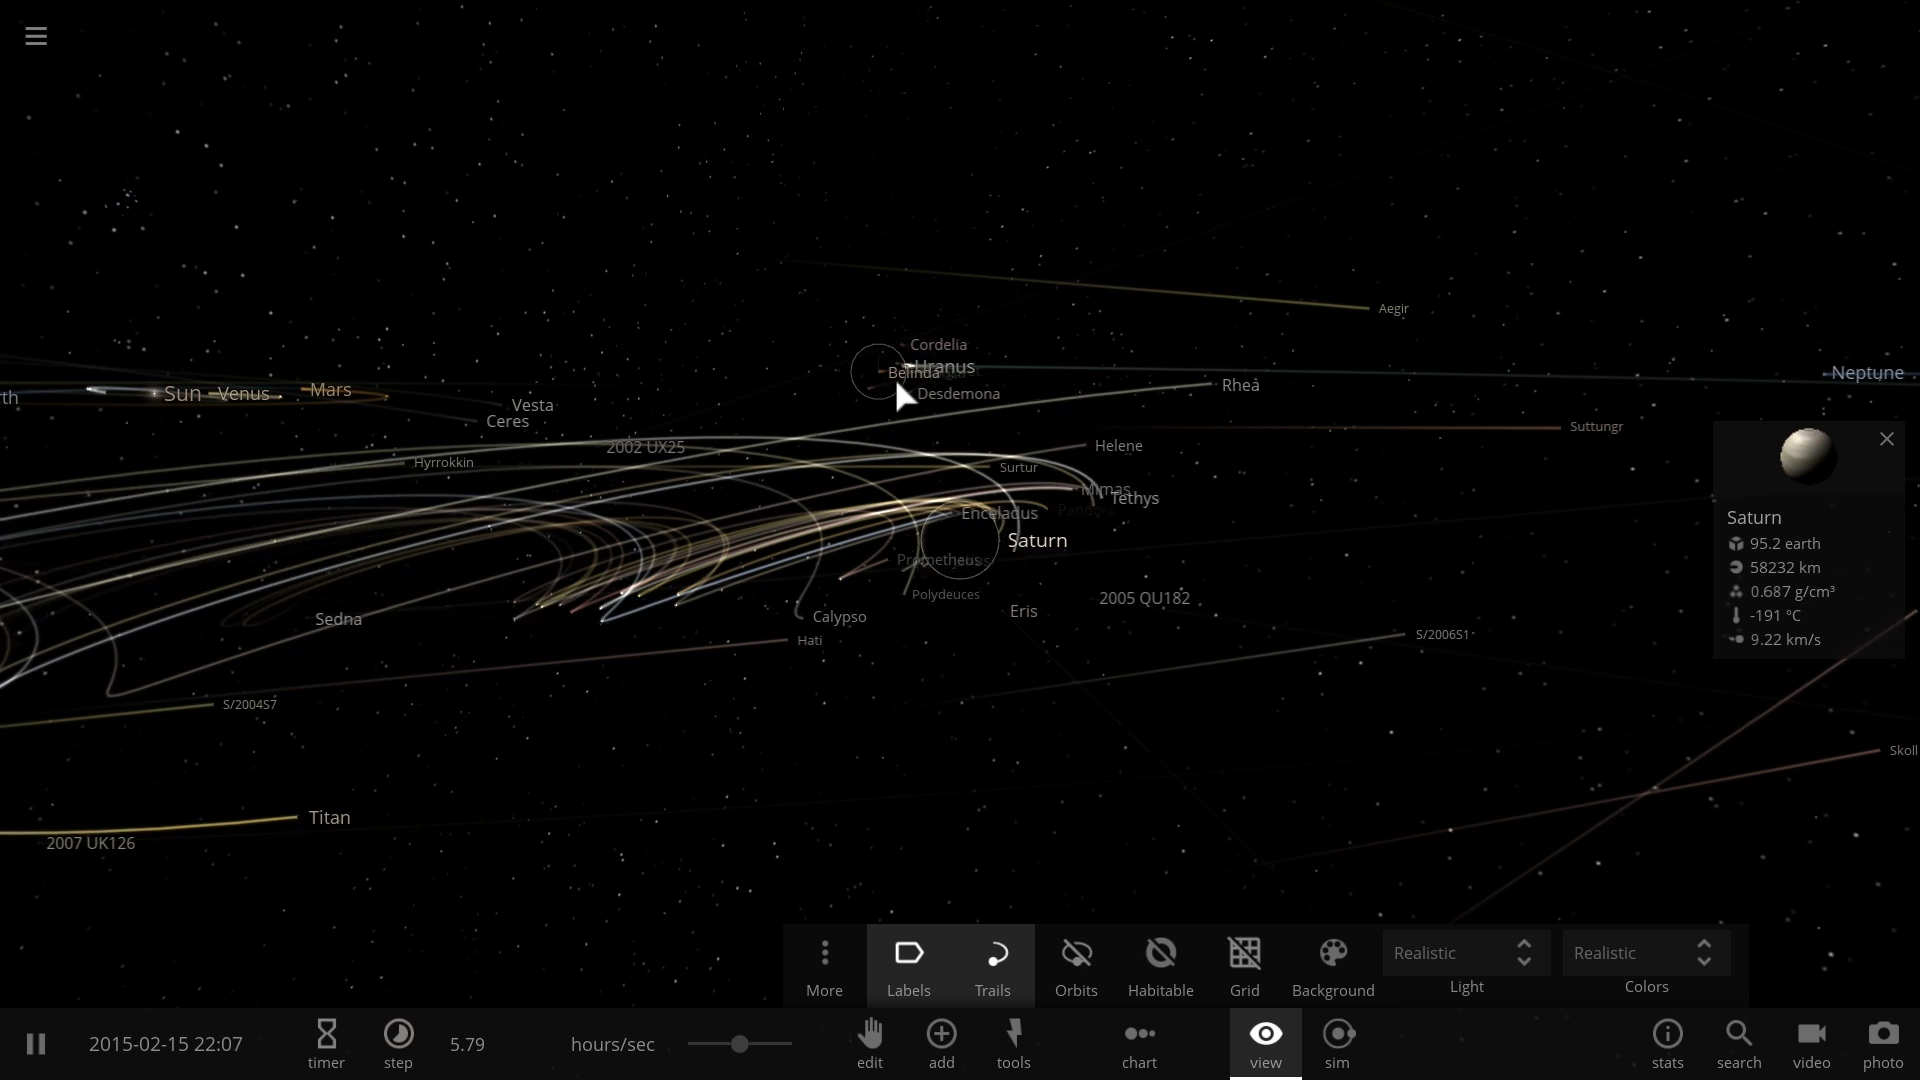 Aegir
Cordelia
Uranus
Belinda
Neptune
th
Sun
Venus
Mars
Rhea
Desdemona
Vesta
Ceres
Suttungr
2002 UX25
Helene
Hyrrokkin
Surtur
Mimas
Tethys
Pandora
Enceladus
Saturn
Prometheus
Polydeuces
2005 QU182
Eris
Calypso
Sedna
Hati
S/2006S1
S/2004S7
Skoll
Titan
2007 UK126
Saturn
95.2 earth
58232 km
0.687 g/cm³
-191 °C
9.22 km/s
More
Labels
Trails
Orbits
Habitable
Grid
Background
Realistic
Light
Realistic
Colors
2015-02-15 22:07
timer
step
5.79
hours/sec
edit
add
tools
chart
view
sim
stats
search
video
photo